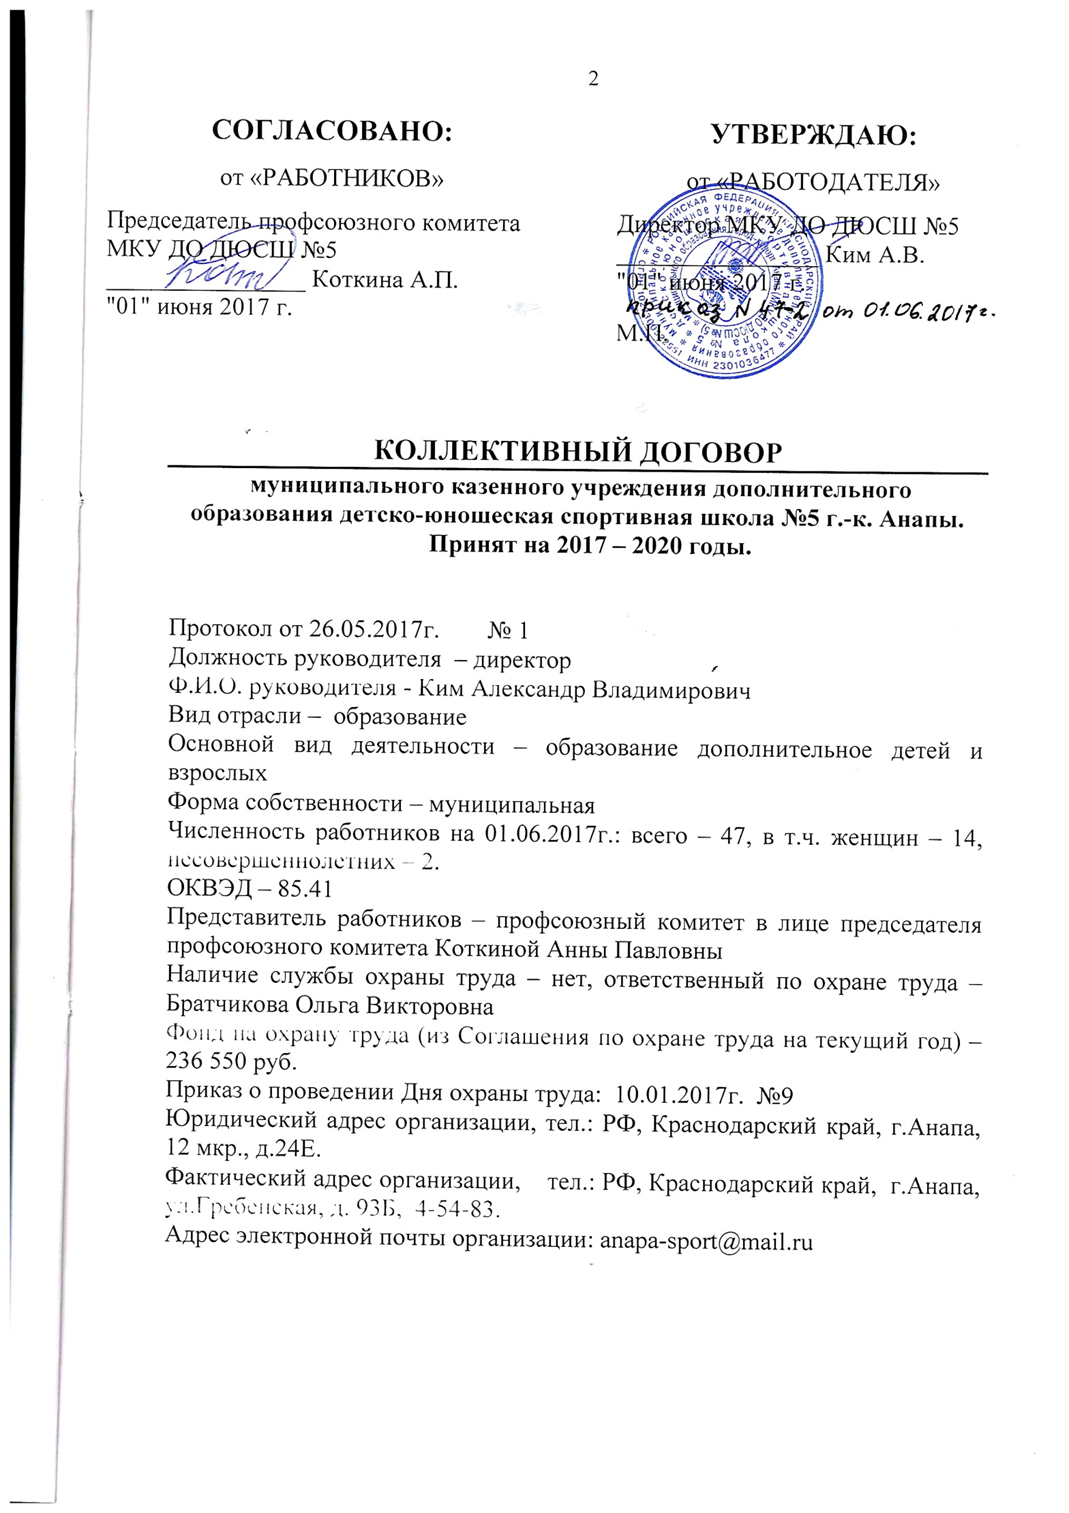 2
СОГЛАСОВАНО:
от «РАБОТНИКОВ»
Председатель профсоюзного комитета
МКУ ДО ДЮСШ №5
Коткина А.П.
"01" июня 2017 г.
УТВЕРЖДАЮ:
от «РАБОТОДАТЕЛЯ»
Директор МКУ ДО ДЮСШ №5
Ким А.В.
"01" июня 2017 г.
приказ N 47-2 от 01.06.2017г.
М.П.
РОССИЙСКАЯ ФЕДЕРАЦИЯ КРАСНОДАРСКИЙ КРАЙ
ИНН 2301036477
КОЛЛЕКТИВНЫЙ ДОГОВОР
муниципального казенного учреждения дополнительного
образования детско-юношеская спортивная школа №5 г.-к. Анапы.
Принят на 2017 – 2020 годы.
Протокол от 26.05.2017г. № 1
Должность руководителя – директор
Ф.И.О. руководителя - Ким Александр Владимирович
Вид отрасли – образование
Основной вид деятельности – образование дополнительное детей и
взрослых
Форма собственности – муниципальная
Численность работников на 01.06.2017г.: всего – 47, в т.ч. женщин – 14,
несовершеннолетних – 2.
ОКВЭД – 85.41
Представитель работников – профсоюзный комитет в лице председателя
профсоюзного комитета Коткиной Анны Павловны
Наличие службы охраны труда – нет, ответственный по охране труда –
Братчикова Ольга Викторовна
Фонд на охрану труда (из Соглашения по охране труда на текущий год) –
236 550 руб.
Приказ о проведении Дня охраны труда: 10.01.2017г. №9
Юридический адрес организации, тел.: РФ, Краснодарский край, г.Анапа,
12 мкр., д.24Е.
Фактический адрес организации, тел.: РФ, Краснодарский край, г.Анапа,
ул.Гребенская, д. 93Б, 4-54-83.
Адрес электронной почты организации: anapa-sport@mail.ru